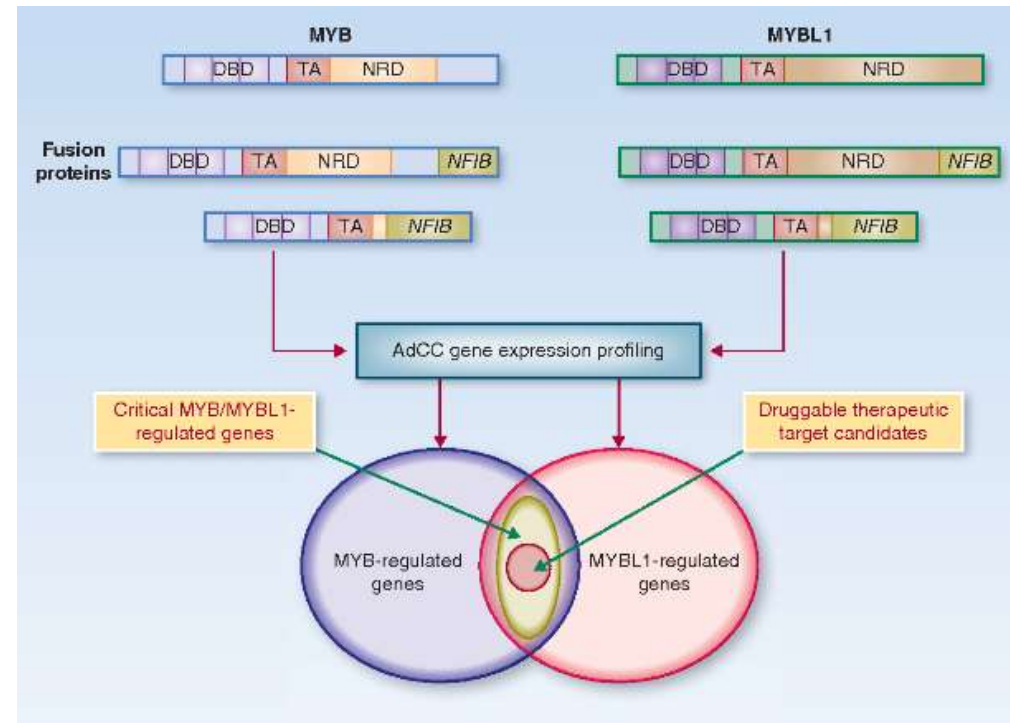 MYB
MYBL1
DBD TA NRD
DBD TA NRD
Fusion
proteins
DBD TA NRD NFIB
DBD TA NRD NFIB
DBD TA NFIB
DBD TA NFIB
AdCC gene expression profiling
Critical MYB/MYBL1-
regulated genes
Druggable therapeutic
target candidates
MYB-regulated
genes
MYBL1-regulated
genes